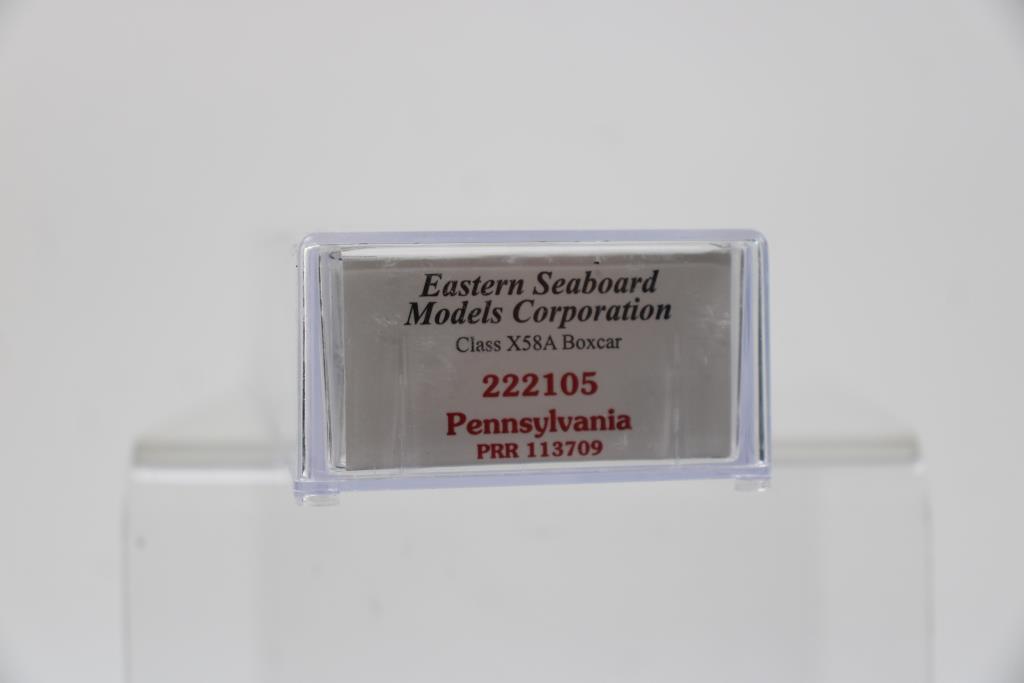 Eastern Seaboard
Models Corporation
Class X58A Boxcar
222105
Pennsylvania
PRR 113709